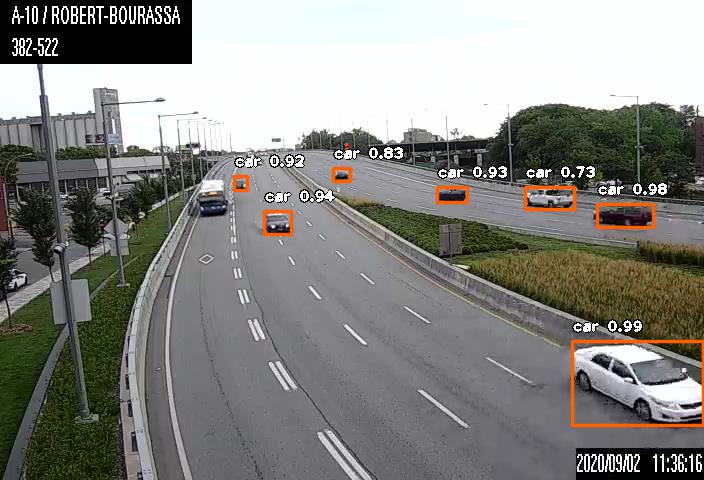 A-10 / ROBERT-BOURASSA
382-522
car 0.92
car 0.83
car 0.93
car 0.73
car 0.98
car 0.94
car 0.99
2020/09/02 11:36:16